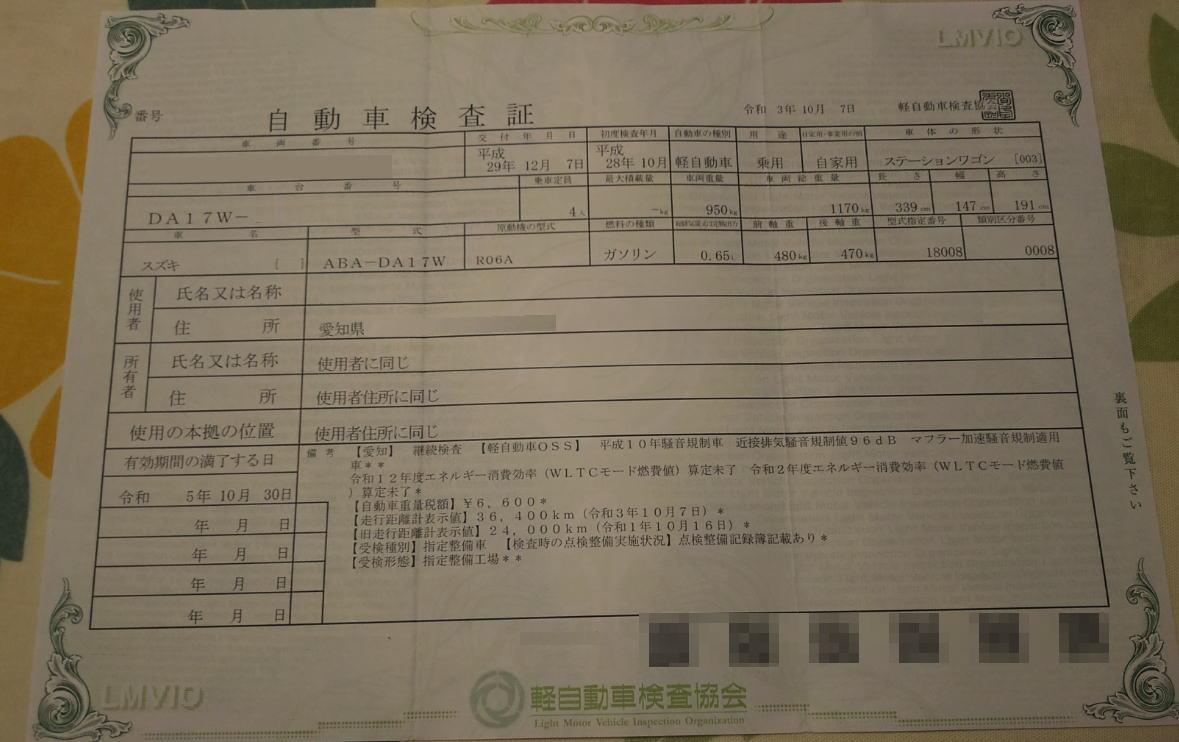 LMVIO
番号
自動車検査証
令和 3年10月 7日
軽自動車検査協
車両番号
交付年月日
初度検査年月
自動車の種別
用途
自家用・事業用の別
車体の形状
平成
29年 12月 7日
平成
28年 10月
軽自動車
乗用
自家用
ステーションワゴン [003]
車台番号
乗車定員
最大積載量
車両重量
車両総重量
長さ
幅
高さ
DA17W-
4人
-kg
950kg
1170kg
339cm
147cm
191cm
車名
型式
原動機の型式
燃料の種類
前軸重
後軸重
型式指定番号
類別区分番号
スズキ [ ]
ABA-DA17W
R06A
ガソリン
0.65L
480kg
470kg
18008
0008
使用者
氏名又は名称
住所
愛知県
所有者
氏名又は名称
使用者に同じ
住所
使用者住所に同じ
使用の本拠の位置
使用者住所に同じ
有効期間の満了する日
令和 5年 10月 30日
年 月 日
年 月 日
年 月 日
年 月 日
備考
【愛知】 継続検査 【軽自動車OSS】 平成10年騒音規制車 近接排気騒音規制値96dB マフラー加速騒音規制適用
車**
令和12年度エネルギー消費効率(WLTCモード燃費値)算定未了 令和2年度エネルギー消費効率(WLTCモード燃費値
)算定未了*
【自動車重量税額】¥6,600*
【走行距離計表示値】36,400km(令和3年10月7日)*
【旧走行距離計表示値】24,000km(令和1年10月16日)*
【受検種別】指定整備車 【検査時の点検整備実施状況】点検整備記録簿記載あり*
【受検形態】指定整備工場**
裏面もご覧下さい
LMVIO
軽自動車検査協会
Light Motor Vehicle Inspection Organization